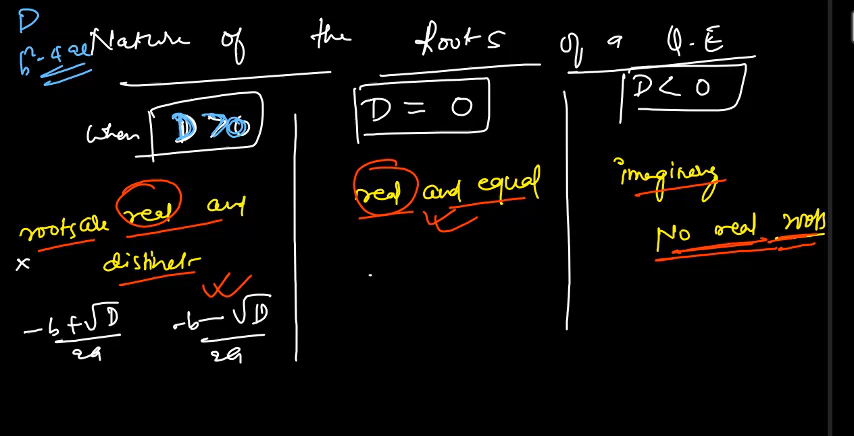 D
b²-4ac
Nature of the Roots of a Q.E
when D>0
D = 0
D < 0
roots are real and
distinct
real and equal
imaginary
No real roots
x
-b+√D
2a
-b-√D
2a